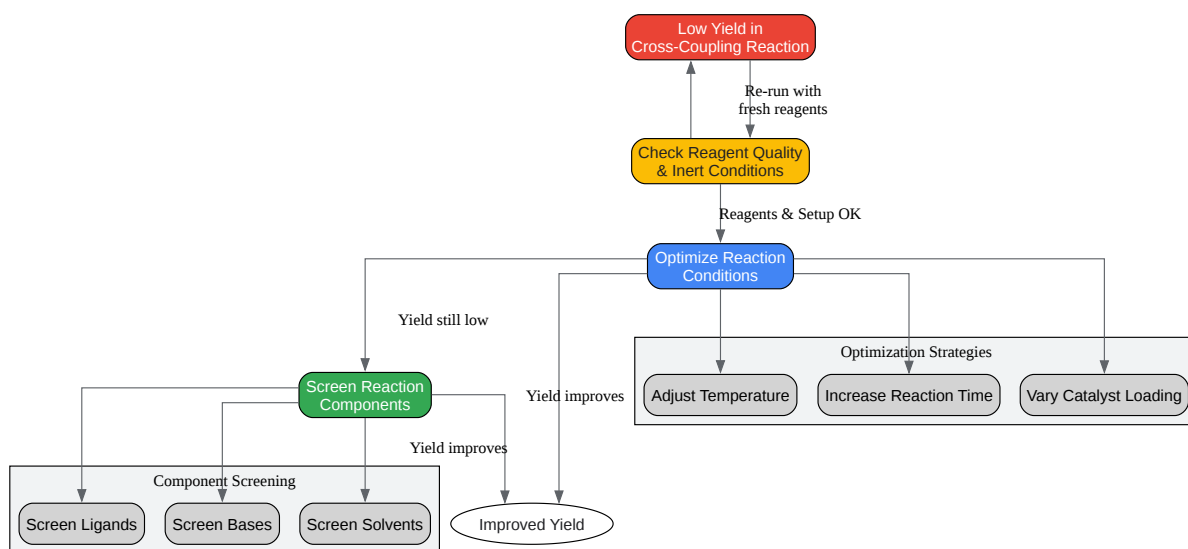 Low Yield in
Cross-Coupling Reaction
Re-run with
fresh reagents
Check Reagent Quality
& Inert Conditions
Reagents & Setup OK
Optimize Reaction
Conditions
Yield still low
Optimization Strategies
Screen Reaction
Components
Yield improves
Adjust Temperature
Increase Reaction Time
Vary Catalyst Loading
Yield improves
Component Screening
Screen Ligands
Screen Bases
Screen Solvents
Improved Yield